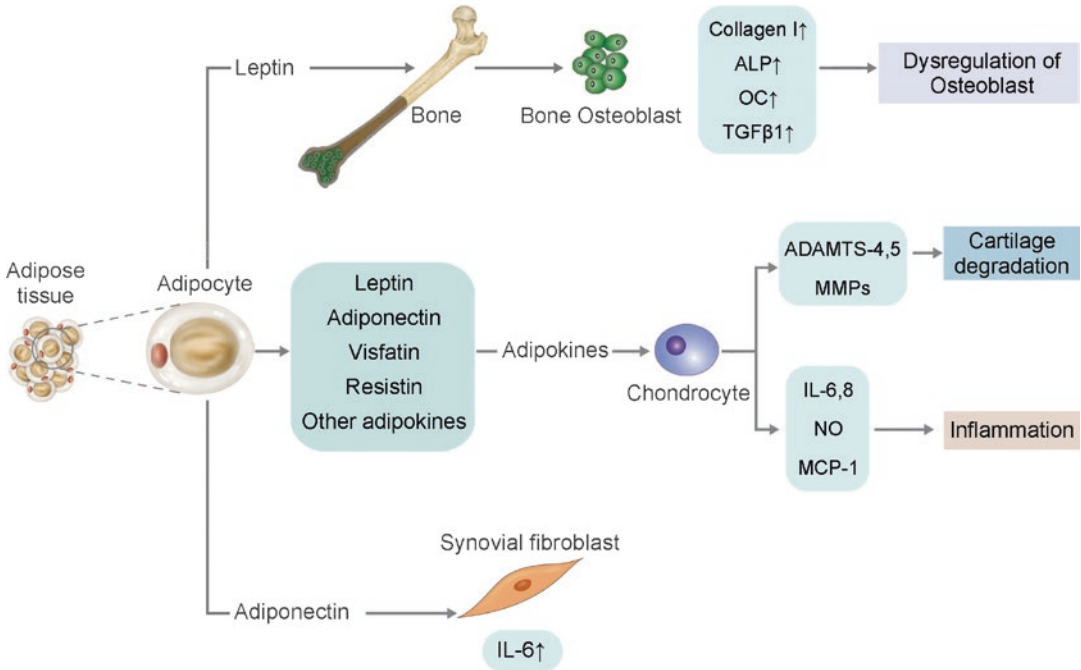 Leptin
Bone
Bone Osteoblast
Collagen I↑
ALP↑
OC↑
TGFβ1↑
Dysregulation of
Osteoblast
Adipose
tissue
Adipocyte
Leptin
Adiponectin
Visfatin
Resistin
Other adipokines
Adipokines
Chondrocyte
ADAMTS-4,5
MMPs
Cartilage
degradation
IL-6,8
NO
MCP-1
Inflammation
Synovial fibroblast
Adiponectin
IL-6↑